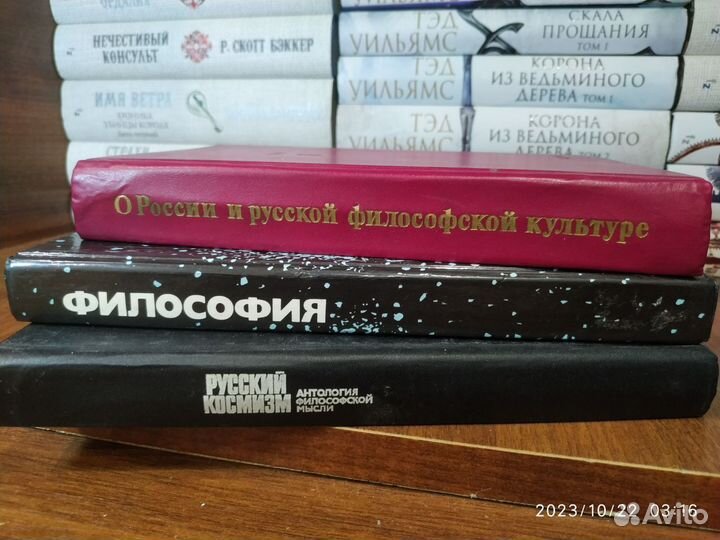 НЕЧЕСТИВЫЙ
КОНСУЛЬТ
Р. СКОТТ БЭККЕР
ИМЯ ВЕТРА
ТЭД
УИЛЬЯМС
СКАЛА
ПРОЩАНИЯ
ТОМ 1
ТЭД
УИЛЬЯМС
КОРОНА
ИЗ ВЕДЬМИНОГО
ДЕРЕВА ТОМ 1
ТЭД
УИЛЬЯМС
КОРОНА
ИЗ ВЕДЬМИНОГО
ДЕРЕВА ТОМ 2
О России и русской философской культуре
ФИЛОСОФИЯ
РУССКИЙ
КОСМИЗМ
АНТОЛОГИЯ
ФИЛОСОФСКОЙ
МЫСЛИ
2023/10/22 03:16
Avito